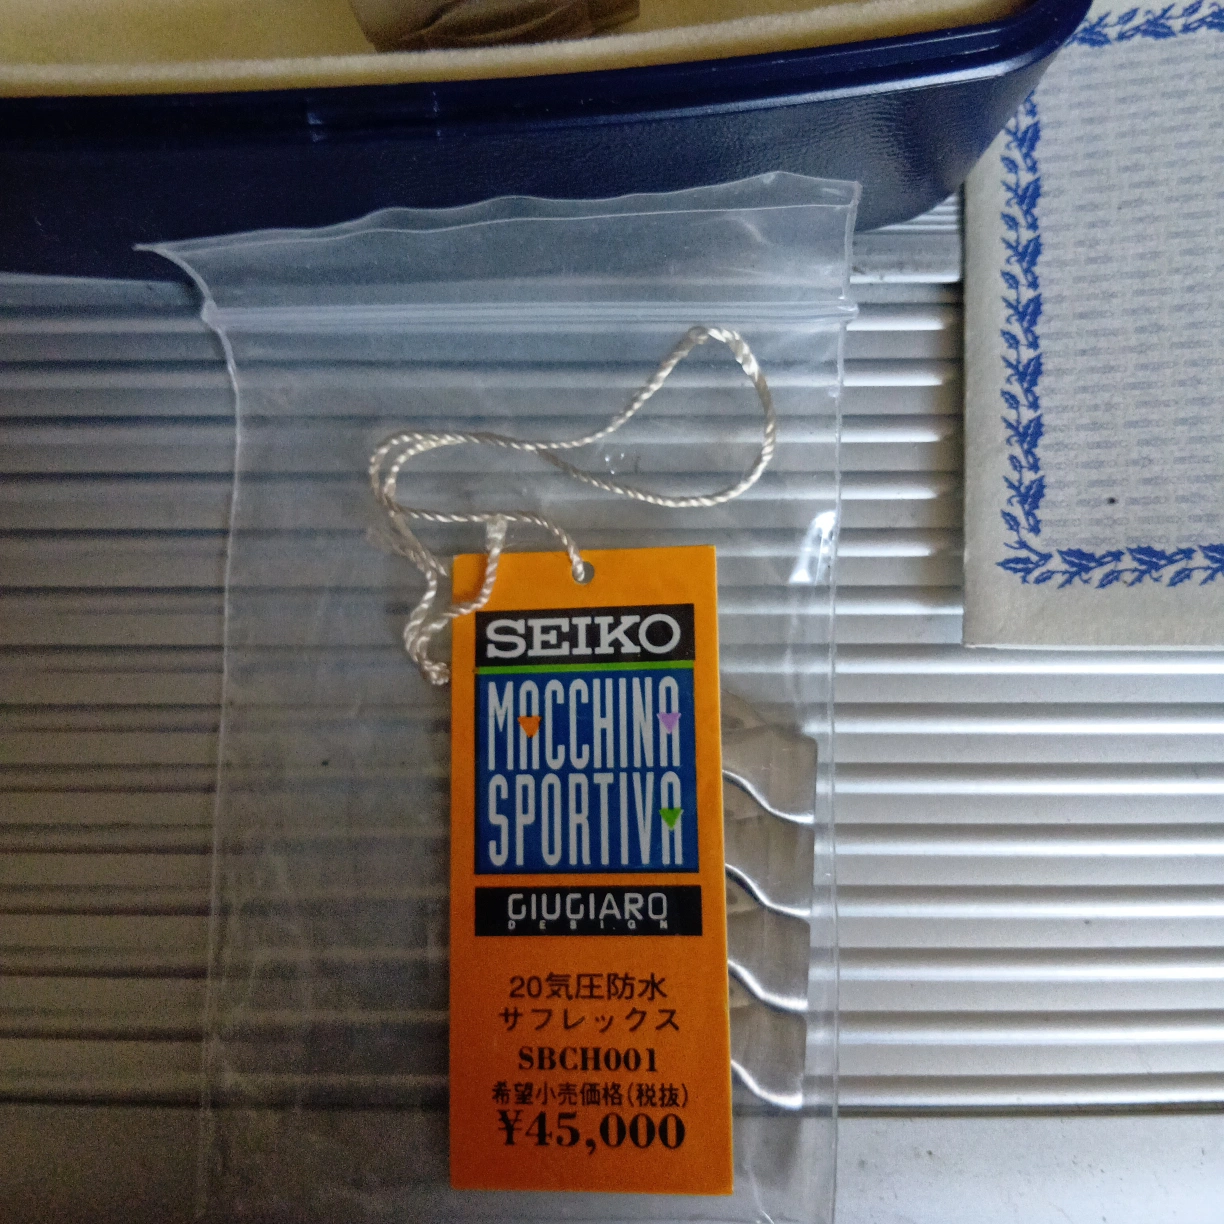 SEIKO
MACCHINA
SPORTIVA
GIUGIARO
DESIGN
20気圧防水
サフレックス
SBCH001
希望小売価格(税抜)
¥45,000